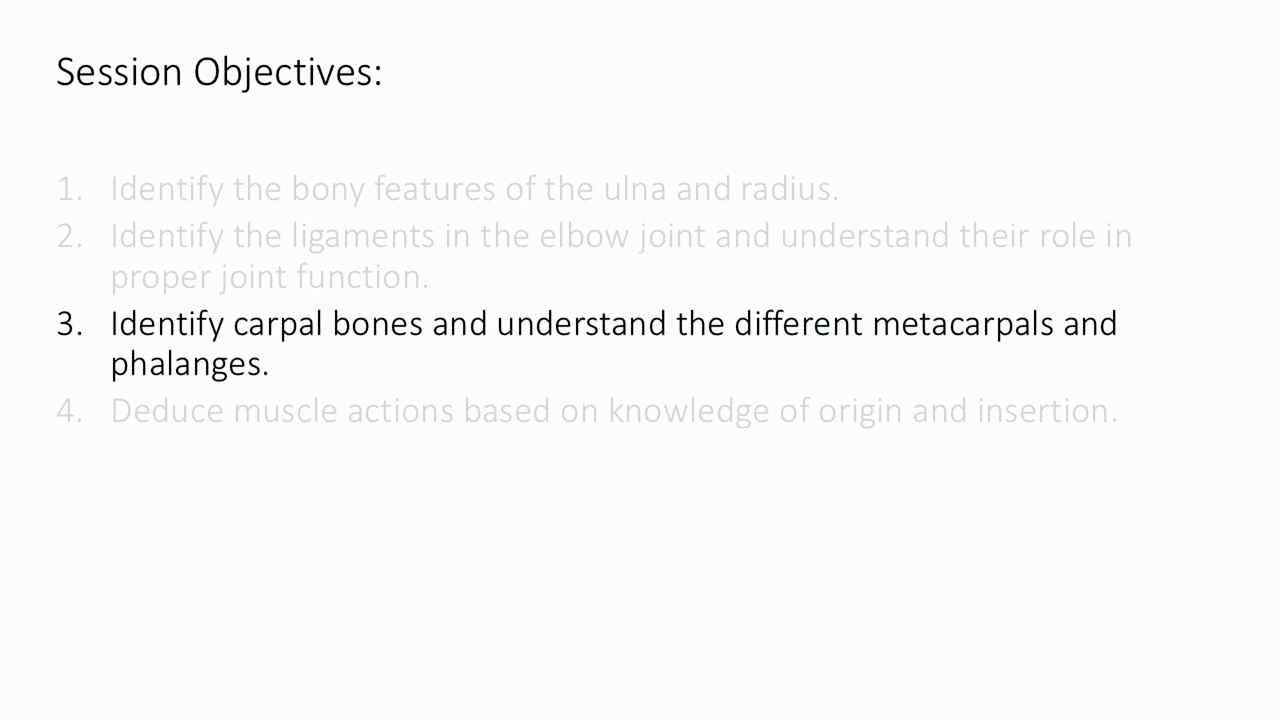 Session Objectives:
1. Identify the bony features of the ulna and radius.
2. Identify the ligaments in the elbow joint and understand their role in
proper joint function.
3. Identify carpal bones and understand the different metacarpals and
phalanges.
4. Deduce muscle actions based on knowledge of origin and insertion.